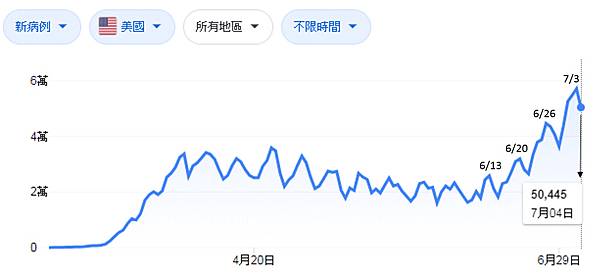 新病例
美國
所有地區
不限時間
6萬
4萬
2萬
0
7/3
6/26
6/20
6/13
50,445
7月04日
4月20日
6月29日